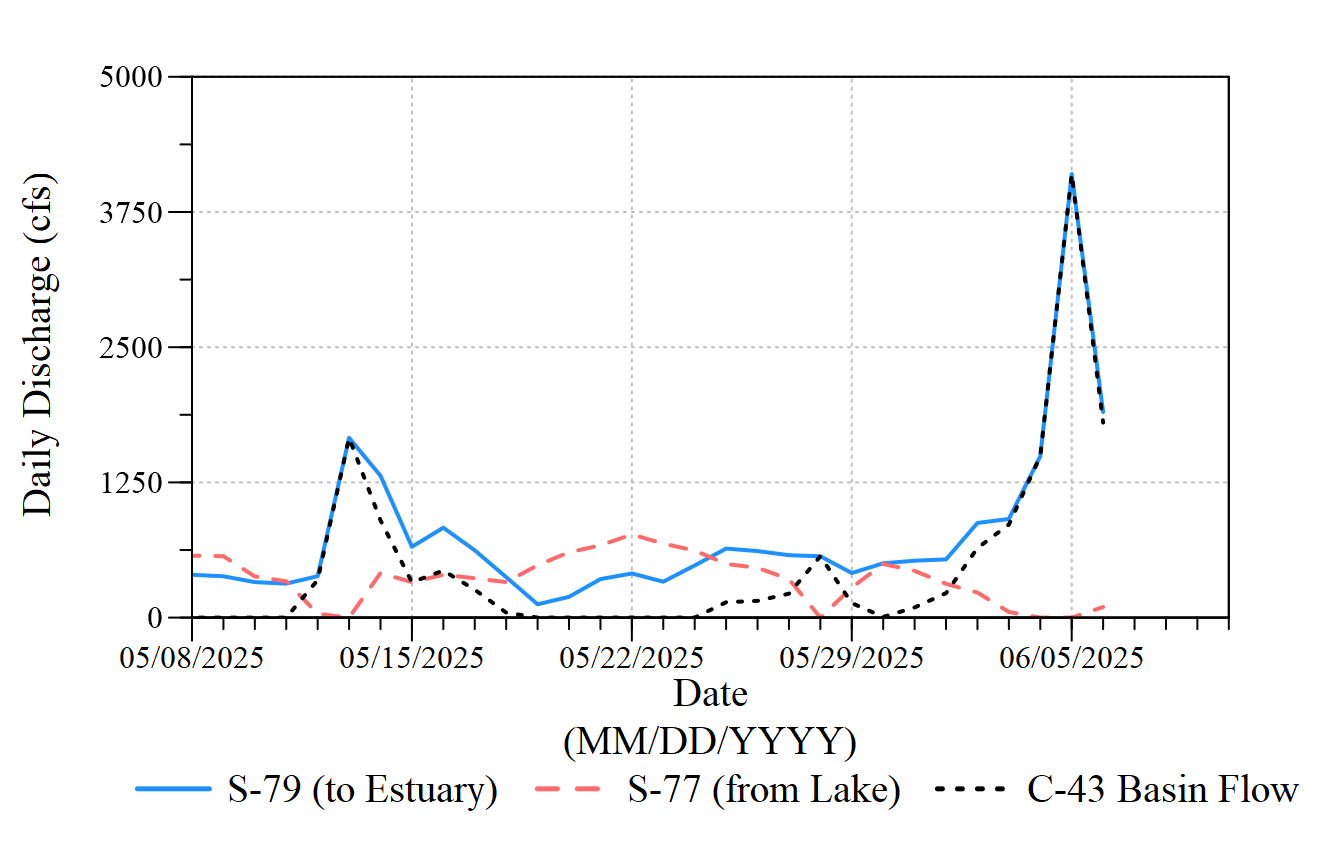 5000
3750
2500
1250
0
Daily Discharge (cfs)
05/08/2025 05/15/2025 05/22/2025 05/29/2025 06/05/2025
Date
(MM/DD/YYYY)
S-79 (to Estuary) S-77 (from Lake) C-43 Basin Flow